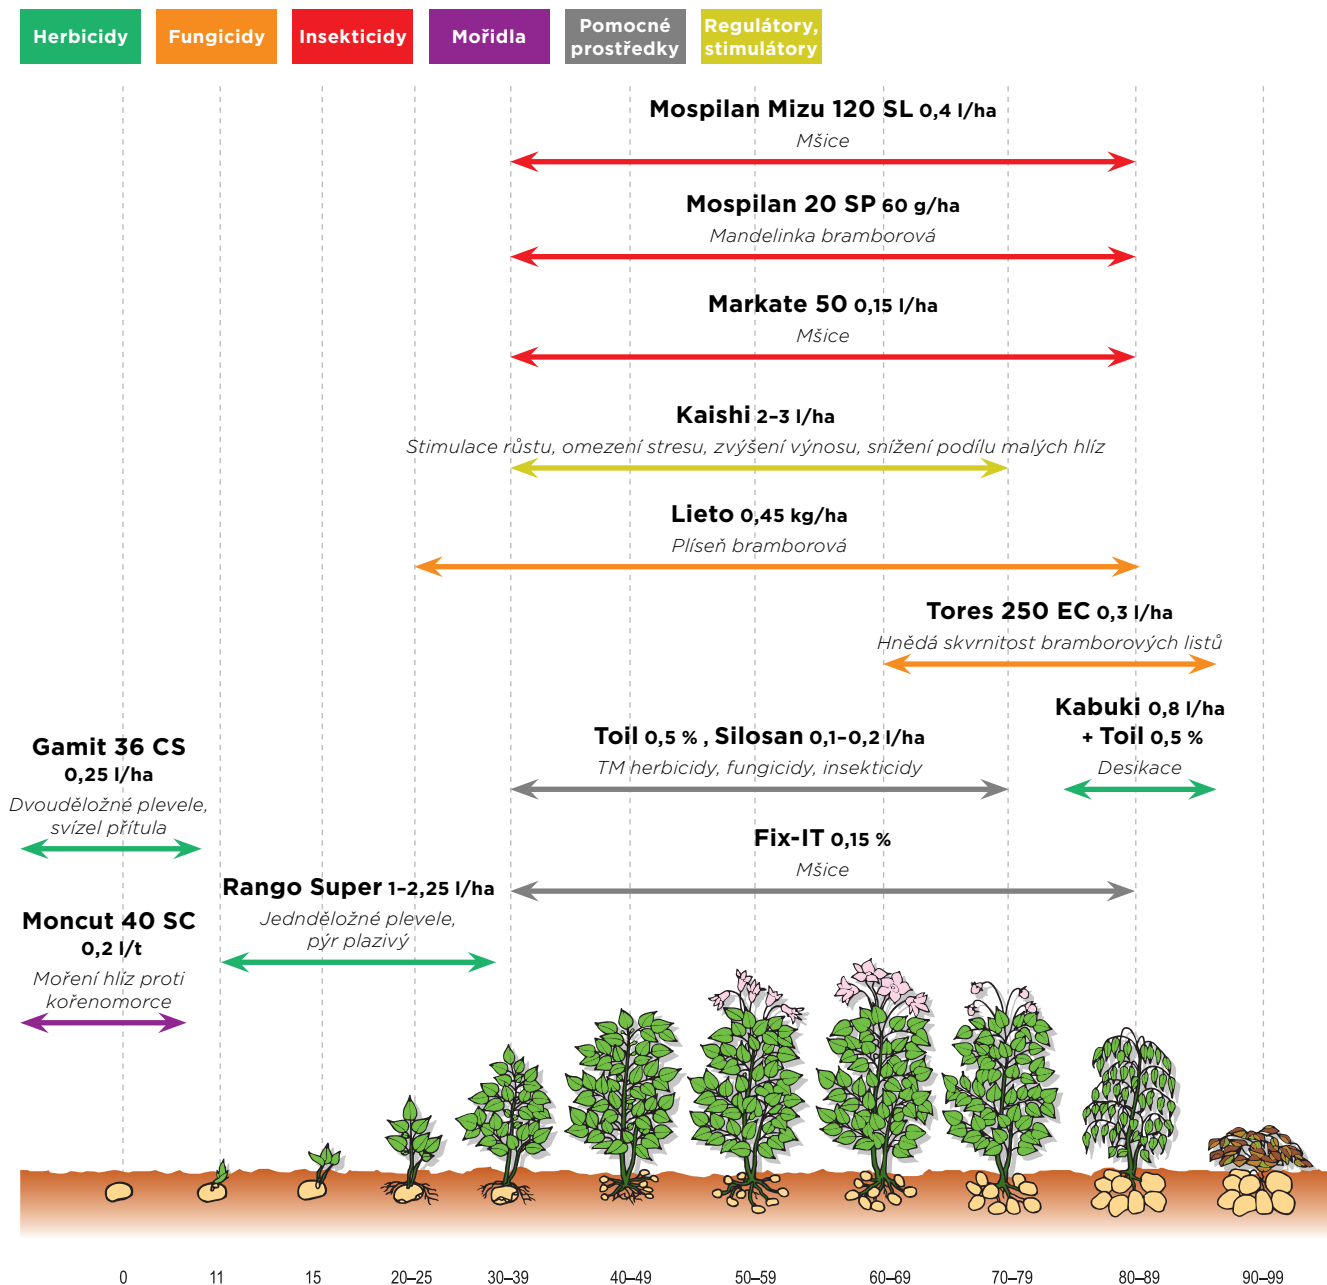 Herbicidy
Fungicidy
Insekticidy
Mořidla
Pomocné
prostředky
Regulátory,
stimulátory
Mospilan Mizu 120 SL 0,4 l/ha
Mšice
Mospilan 20 SP 60 g/ha
Mandelinka bramborová
Markate 50 0,15 l/ha
Mšice
Kaishi 2–3 l/ha
Stimulace růstu, omezení stresu, zvýšení výnosu, snížení podílu malých hlíz
Lieto 0,45 kg/ha
Plíseň bramborová
Tores 250 EC 0,3 l/ha
Hnědá skvrnitost bramborových listů
Kabuki 0,8 l/ha
+ Toil 0,5 %
Desikace
Toil 0,5 % , Silosan 0,1–0,2 l/ha
TM herbicidy, fungicidy, insekticidy
Gamit 36 CS
0,25 l/ha
Dvouděložné plevele,
svízel přítula
Fix-IT 0,15 %
Mšice
Rango Super 1–2,25 l/ha
Jednděložné plevele,
pýr plazivý
Moncut 40 SC
0,2 l/t
Moření hlíz proti
kořenomorce
0 11 15 20–25 30–39 40–49 50–59 60–69 70–79 80–89 90–99